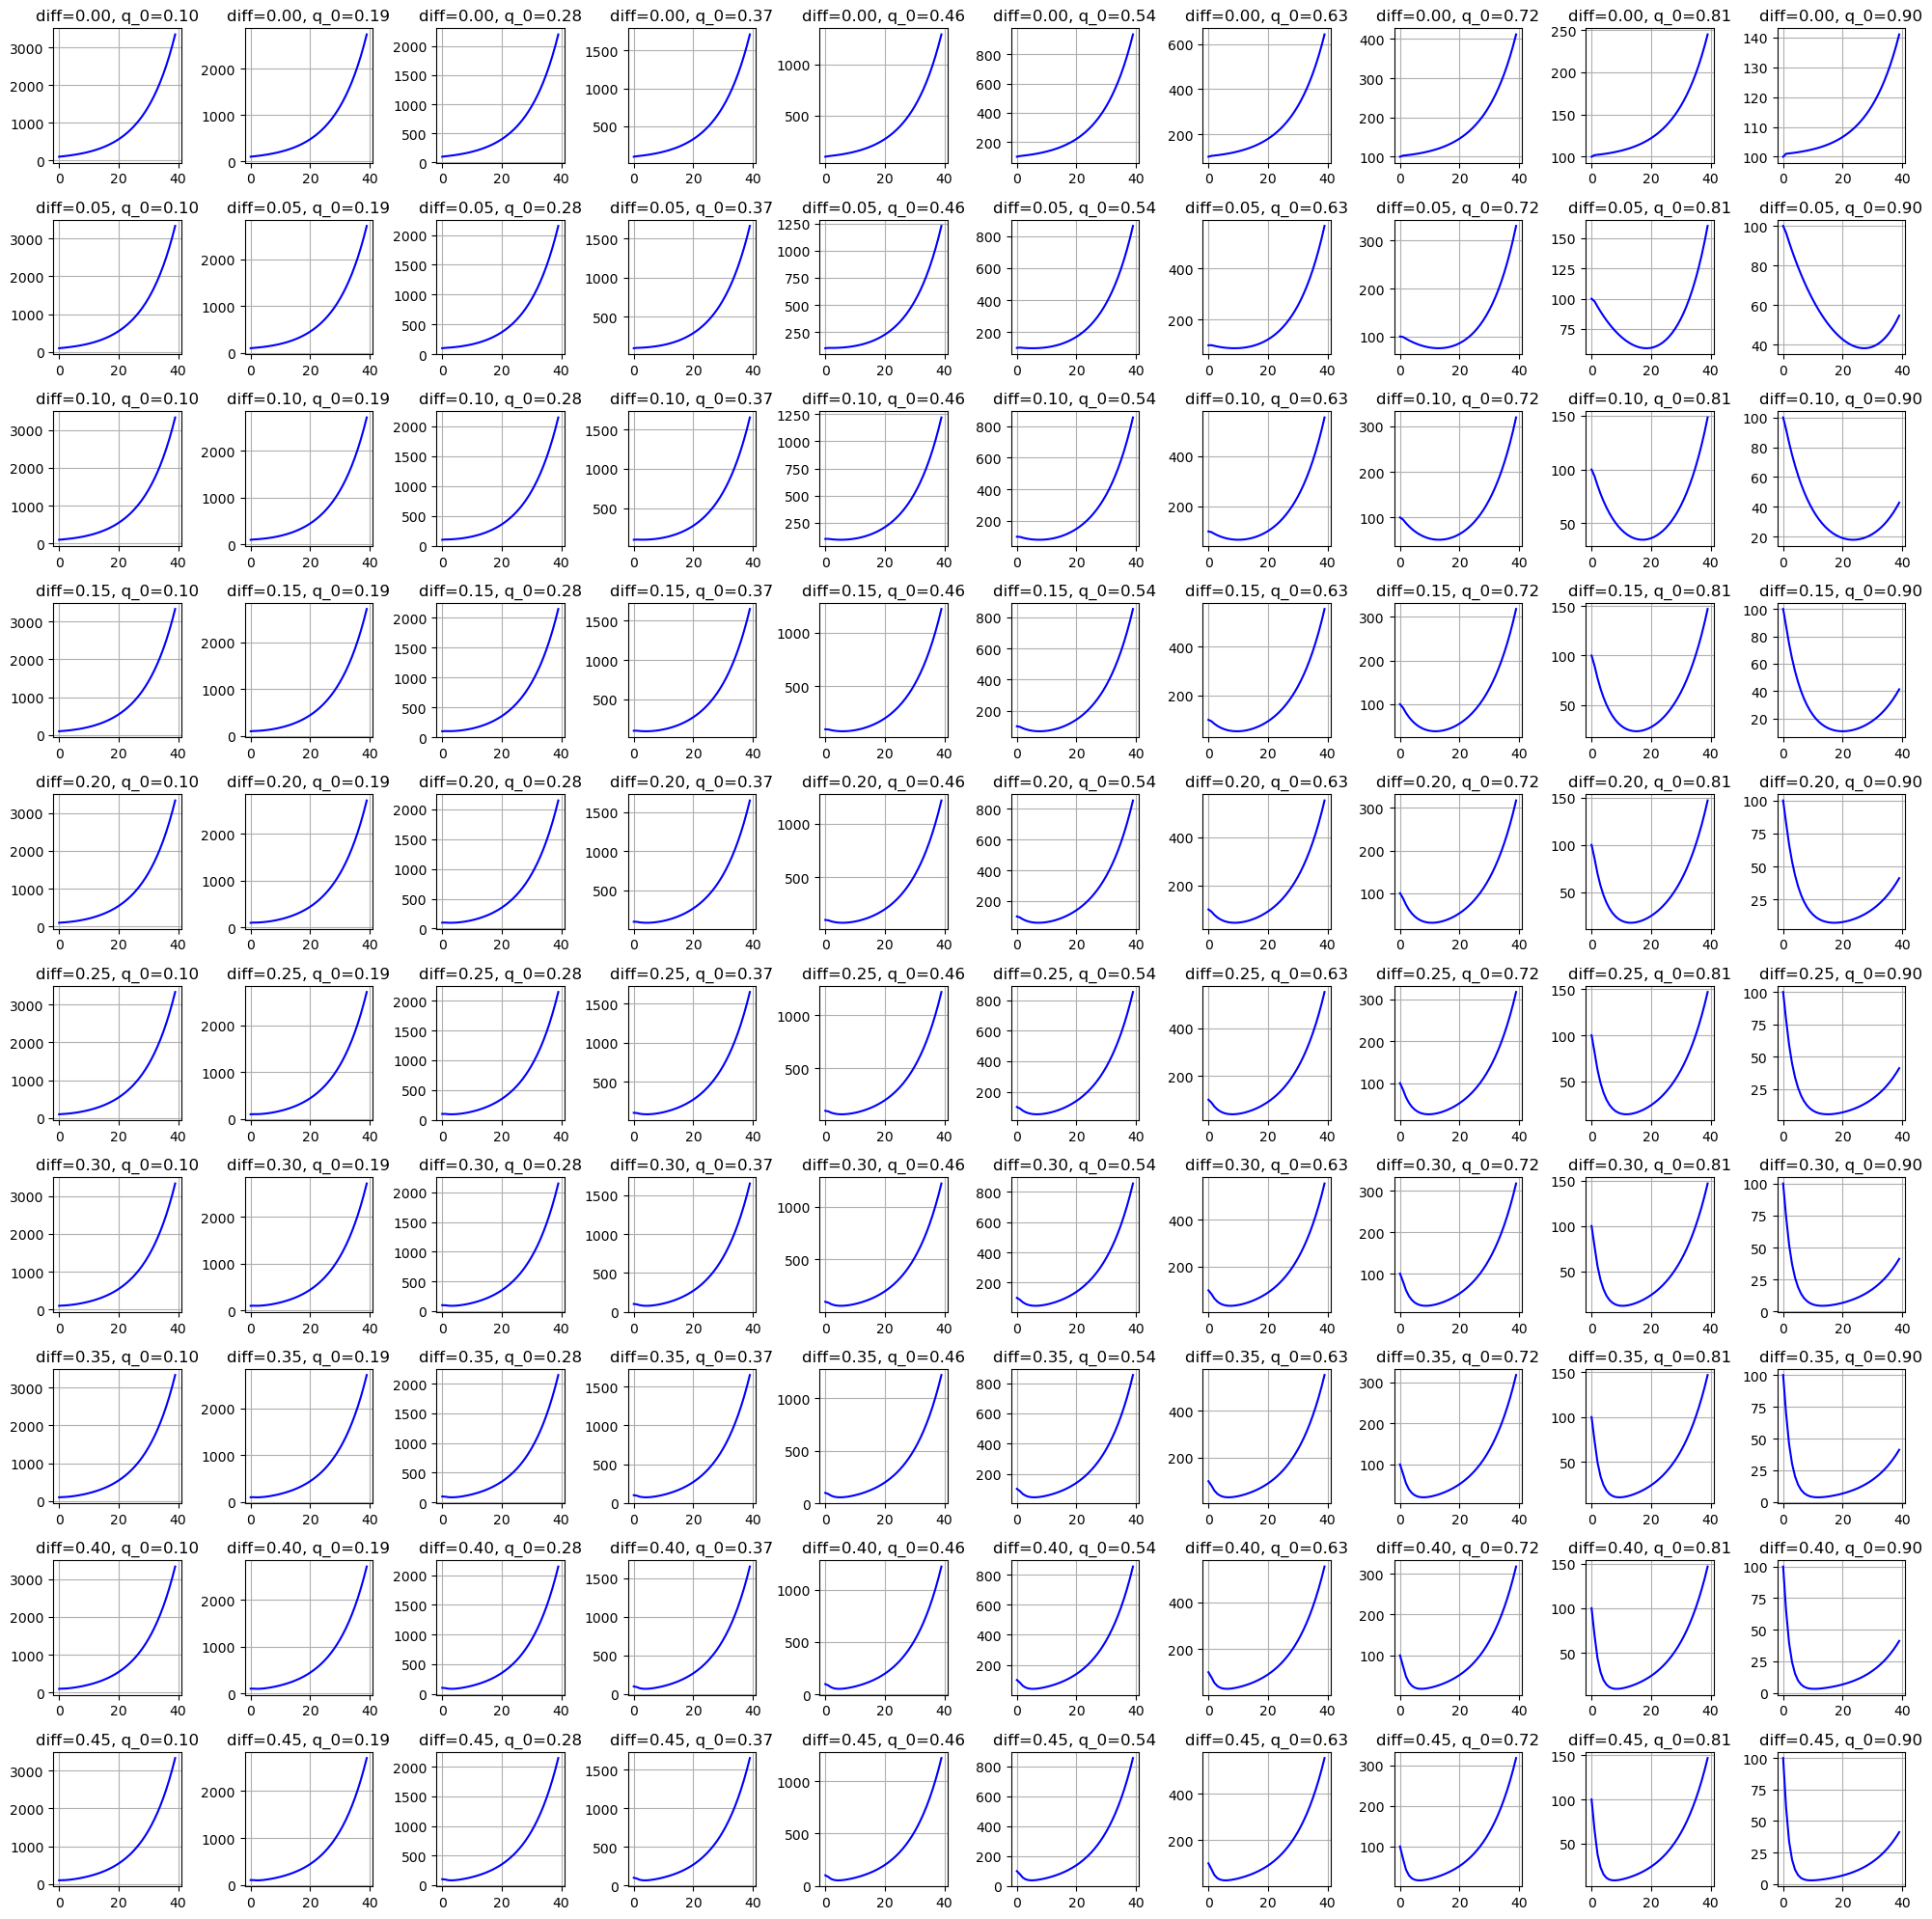 diff=0.00, q_0=0.10 diff=0.00, q_0=0.19 diff=0.00, q_0=0.28 diff=0.00, q_0=0.37 diff=0.00, q_0=0.46 diff=0.00, q_0=0.54 diff=0.00, q_0=0.63 diff=0.00, q_0=0.72 diff=0.00, q_0=0.81 diff=0.00, q_0=0.90
3000 2000 1000 0 2000 1000 0 2000 1500 1000 500 0 1500 1000 500 1000 500 800 600 400 200 600 400 200 400 300 200 100 250 200 150 100 140 130 120 110 100
0 20 40 0 20 40 0 20 40 0 20 40 0 20 40 0 20 40 0 20 40 0 20 40 0 20 40 0 20 40
diff=0.05, q_0=0.10 diff=0.05, q_0=0.19 diff=0.05, q_0=0.28 diff=0.05, q_0=0.37 diff=0.05, q_0=0.46 diff=0.05, q_0=0.54 diff=0.05, q_0=0.63 diff=0.05, q_0=0.72 diff=0.05, q_0=0.81 diff=0.05, q_0=0.90
3000 2000 1000 0 2000 1000 0 2000 1500 1000 500 0 1500 1000 500 1250 1000 750 500 250 800 600 400 200 400 200 300 200 100 150 125 100 75 100 80 60 40
0 20 40 0 20 40 0 20 40 0 20 40 0 20 40 0 20 40 0 20 40 0 20 40 0 20 40 0 20 40
diff=0.10, q_0=0.10 diff=0.10, q_0=0.19 diff=0.10, q_0=0.28 diff=0.10, q_0=0.37 diff=0.10, q_0=0.46 diff=0.10, q_0=0.54 diff=0.10, q_0=0.63 diff=0.10, q_0=0.72 diff=0.10, q_0=0.81 diff=0.10, q_0=0.90
3000 2000 1000 0 2000 1000 0 2000 1500 1000 500 0 1500 1000 500 1250 1000 750 500 250 800 600 400 200 400 200 300 200 100 150 100 50 100 80 60 40 20
0 20 40 0 20 40 0 20 40 0 20 40 0 20 40 0 20 40 0 20 40 0 20 40 0 20 40 0 20 40
diff=0.15, q_0=0.10 diff=0.15, q_0=0.19 diff=0.15, q_0=0.28 diff=0.15, q_0=0.37 diff=0.15, q_0=0.46 diff=0.15, q_0=0.54 diff=0.15, q_0=0.63 diff=0.15, q_0=0.72 diff=0.15, q_0=0.81 diff=0.15, q_0=0.90
3000 2000 1000 0 2000 1000 0 2000 1500 1000 500 0 1500 1000 500 1000 500 800 600 400 200 400 200 300 200 100 150 100 50 100 80 60 40 20
0 20 40 0 20 40 0 20 40 0 20 40 0 20 40 0 20 40 0 20 40 0 20 40 0 20 40 0 20 40
diff=0.20, q_0=0.10 diff=0.20, q_0=0.19 diff=0.20, q_0=0.28 diff=0.20, q_0=0.37 diff=0.20, q_0=0.46 diff=0.20, q_0=0.54 diff=0.20, q_0=0.63 diff=0.20, q_0=0.72 diff=0.20, q_0=0.81 diff=0.20, q_0=0.90
3000 2000 1000 0 2000 1000 0 2000 1500 1000 500 0 1500 1000 500 1000 500 800 600 400 200 400 200 300 200 100 150 100 50 100 75 50 25
0 20 40 0 20 40 0 20 40 0 20 40 0 20 40 0 20 40 0 20 40 0 20 40 0 20 40 0 20 40
diff=0.25, q_0=0.10 diff=0.25, q_0=0.19 diff=0.25, q_0=0.28 diff=0.25, q_0=0.37 diff=0.25, q_0=0.46 diff=0.25, q_0=0.54 diff=0.25, q_0=0.63 diff=0.25, q_0=0.72 diff=0.25, q_0=0.81 diff=0.25, q_0=0.90
3000 2000 1000 0 2000 1000 0 2000 1500 1000 500 0 1500 1000 500 1000 500 800 600 400 200 400 200 300 200 100 150 100 50 100 75 50 25
0 20 40 0 20 40 0 20 40 0 20 40 0 20 40 0 20 40 0 20 40 0 20 40 0 20 40 0 20 40
diff=0.30, q_0=0.10 diff=0.30, q_0=0.19 diff=0.30, q_0=0.28 diff=0.30, q_0=0.37 diff=0.30, q_0=0.46 diff=0.30, q_0=0.54 diff=0.30, q_0=0.63 diff=0.30, q_0=0.72 diff=0.30, q_0=0.81 diff=0.30, q_0=0.90
3000 2000 1000 0 2000 1000 0 2000 1500 1000 500 0 1500 1000 500 0 1000 500 800 600 400 200 400 200 300 200 100 150 100 50 100 75 50 25 0
0 20 40 0 20 40 0 20 40 0 20 40 0 20 40 0 20 40 0 20 40 0 20 40 0 20 40 0 20 40
diff=0.35, q_0=0.10 diff=0.35, q_0=0.19 diff=0.35, q_0=0.28 diff=0.35, q_0=0.37 diff=0.35, q_0=0.46 diff=0.35, q_0=0.54 diff=0.35, q_0=0.63 diff=0.35, q_0=0.72 diff=0.35, q_0=0.81 diff=0.35, q_0=0.90
3000 2000 1000 0 2000 1000 0 2000 1500 1000 500 0 1500 1000 500 0 1000 500 0 800 600 400 200 400 200 300 200 100 150 100 50 100 75 50 25 0
0 20 40 0 20 40 0 20 40 0 20 40 0 20 40 0 20 40 0 20 40 0 20 40 0 20 40 0 20 40
diff=0.40, q_0=0.10 diff=0.40, q_0=0.19 diff=0.40, q_0=0.28 diff=0.40, q_0=0.37 diff=0.40, q_0=0.46 diff=0.40, q_0=0.54 diff=0.40, q_0=0.63 diff=0.40, q_0=0.72 diff=0.40, q_0=0.81 diff=0.40, q_0=0.90
3000 2000 1000 0 2000 1000 0 2000 1500 1000 500 0 1500 1000 500 0 1000 500 0 800 600 400 200 400 200 300 200 100 150 100 50 100 75 50 25 0
0 20 40 0 20 40 0 20 40 0 20 40 0 20 40 0 20 40 0 20 40 0 20 40 0 20 40 0 20 40
diff=0.45, q_0=0.10 diff=0.45, q_0=0.19 diff=0.45, q_0=0.28 diff=0.45, q_0=0.37 diff=0.45, q_0=0.46 diff=0.45, q_0=0.54 diff=0.45, q_0=0.63 diff=0.45, q_0=0.72 diff=0.45, q_0=0.81 diff=0.45, q_0=0.90
3000 2000 1000 0 2000 1000 0 2000 1500 1000 500 0 1500 1000 500 0 1000 500 0 800 600 400 200 0 400 200 300 200 100 150 100 50 100 75 50 25 0
0 20 40 0 20 40 0 20 40 0 20 40 0 20 40 0 20 40 0 20 40 0 20 40 0 20 40 0 20 40